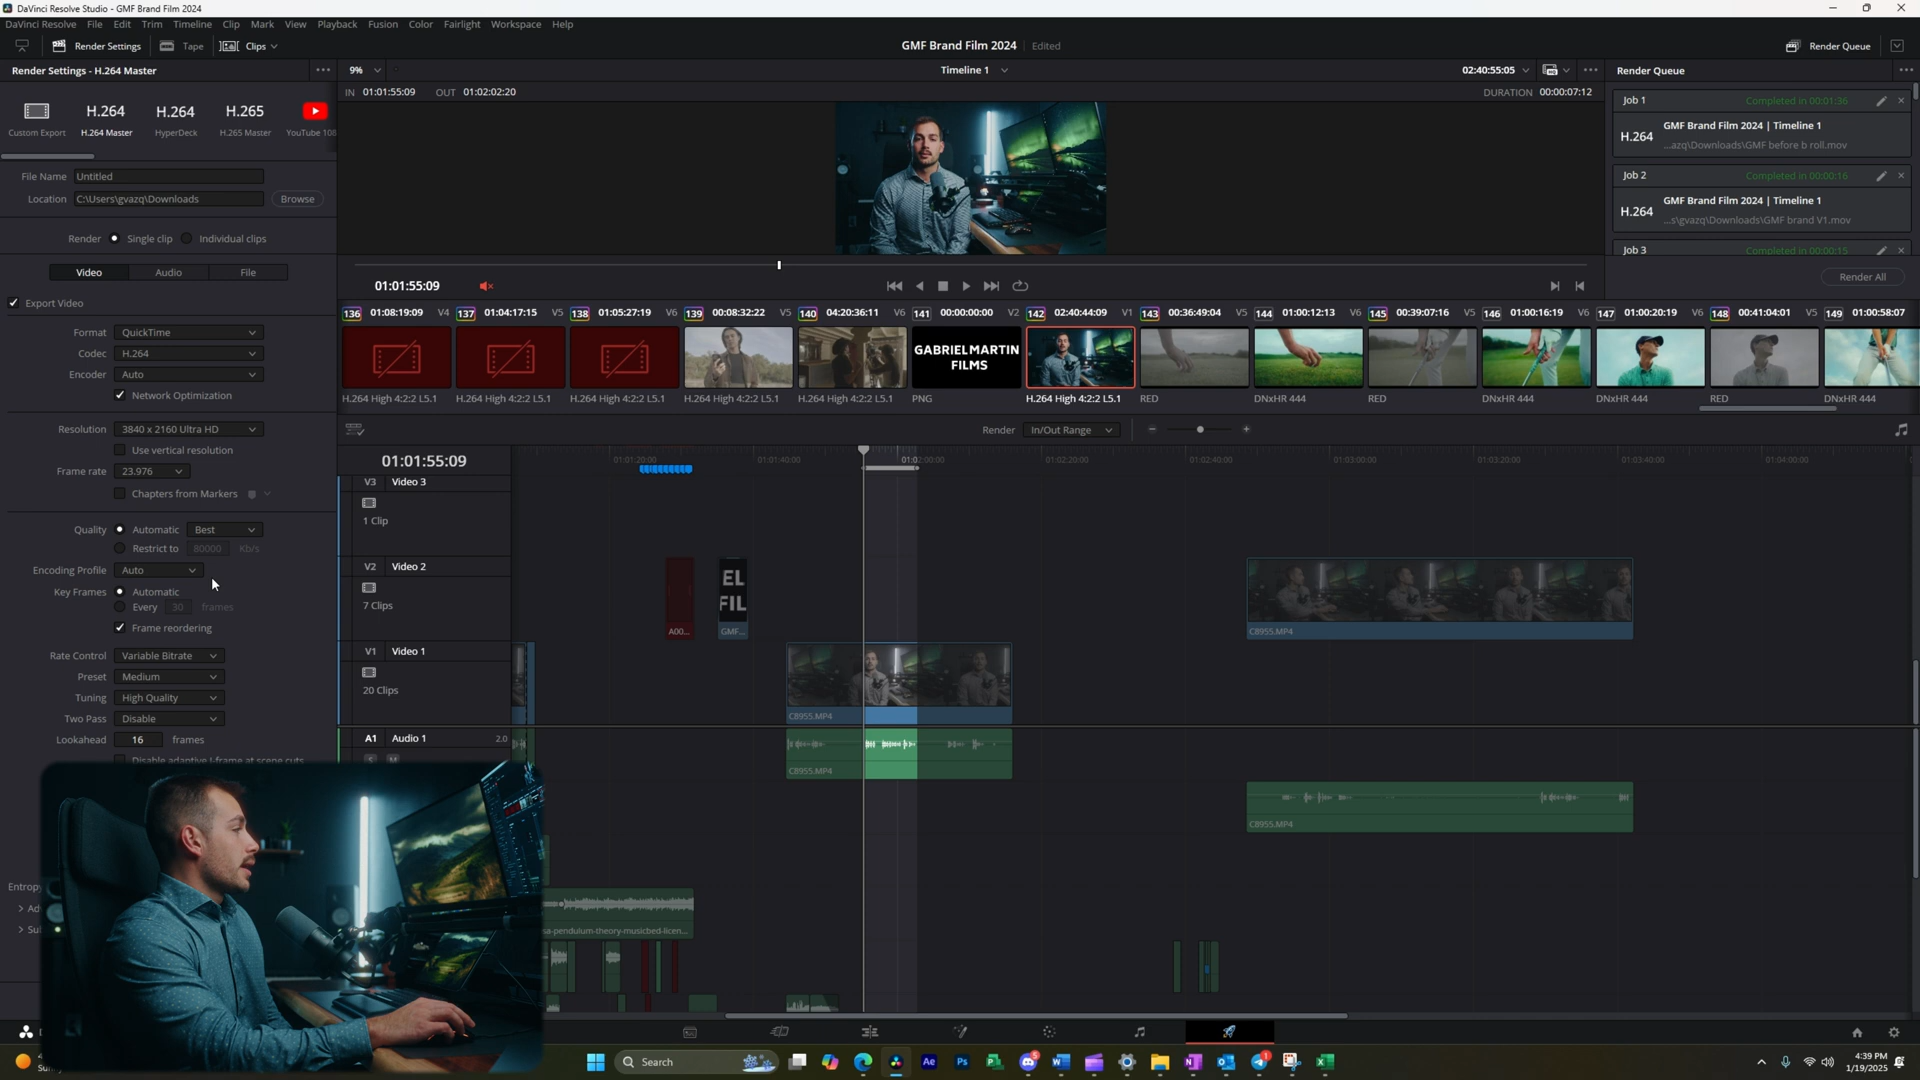 DaVinci Resolve Studio - GMF Brand Film 2024
DaVinci Resolve File Edit Trim Timeline Clip Mark View Playback Fusion Color Fairlight Workspace Help
Render Settings Tape Clips
GMF Brand Film 2024 Edited
Render Queue
Render Settings - H.264 Master
9%
Timeline 1
02:40:55:05
Render Queue
IN 01:01:55:09 OUT 01:02:02:20
DURATION 00:00:07:12
H.264 H.264 H.265
Custom Export H.264 Master HyperDeck H.265 Master YouTube 108
Job 1 Completed in 00:01:36
H.264
GMF Brand Film 2024 | Timeline 1
...azq\Downloads\GMF before b roll.mov
Job 2 Completed in 00:00:16
H.264
GMF Brand Film 2024 | Timeline 1
...s\gvazq\Downloads\GMF brand V1.mov
Job 3 Completed in 00:00:15
Render All
File Name Untitled
Location C:\Users\gvazq\Downloads Browse
Render Single clip Individual clips
Video Audio File
Export Video
Format QuickTime
Codec H.264
Encoder Auto
Network Optimization
Resolution 3840 x 2160 Ultra HD
Use vertical resolution
Frame rate 23.976
Chapters from Markers
Quality Automatic Best
Restrict to 80000 Kb/s
Encoding Profile Auto
Key Frames Automatic
Every 30 frames
Frame reordering
Rate Control Variable Bitrate
Preset Medium
Tuning High Quality
Two Pass Disable
Lookahead 16 frames
Disable adaptive I-frame at scene cuts
Entropy
01:01:55:09
136 01:08:19:09 V4 137 01:04:17:15 V5 138 01:05:27:19 V6 139 00:08:32:22 V5 140 04:20:36:11 V6 141 00:00:00:00 V2 142 02:40:44:09 V1 143 00:36:49:04 V5 144 01:00:12:13 V6 145 00:39:07:16 V5 146 01:00:16:19 V6 147 01:00:20:19 V6 148 00:41:04:01 V5 149 01:00:58:07
GABRIELMARTIN
FILMS
H.264 High 4:2:2 L5.1 H.264 High 4:2:2 L5.1 H.264 High 4:2:2 L5.1 H.264 High 4:2:2 L5.1 H.264 High 4:2:2 L5.1 PNG H.264 High 4:2:2 L5.1 RED DNxHR 444 RED DNxHR 444 DNxHR 444 RED DNxHR 444
Render In/Out Range
01:01:55:09
01:01:20:00 01:01:40:00 01:02:00:00 01:02:20:00 01:02:40:00 01:03:00:00 01:03:20:00 01:03:40:00 01:04:00:00
V3 Video 3
1 Clip
V2 Video 2
7 Clips
EL
FIL
A00... GMF...
C8955.MP4
V1 Video 1
20 Clips
C8955.MP4
A1 Audio 1 2.0
S M
C8955.MP4
C8955.MP4
sa-pendulum-theory-musicbed-licen...
Search
4:39 PM
1/19/2025